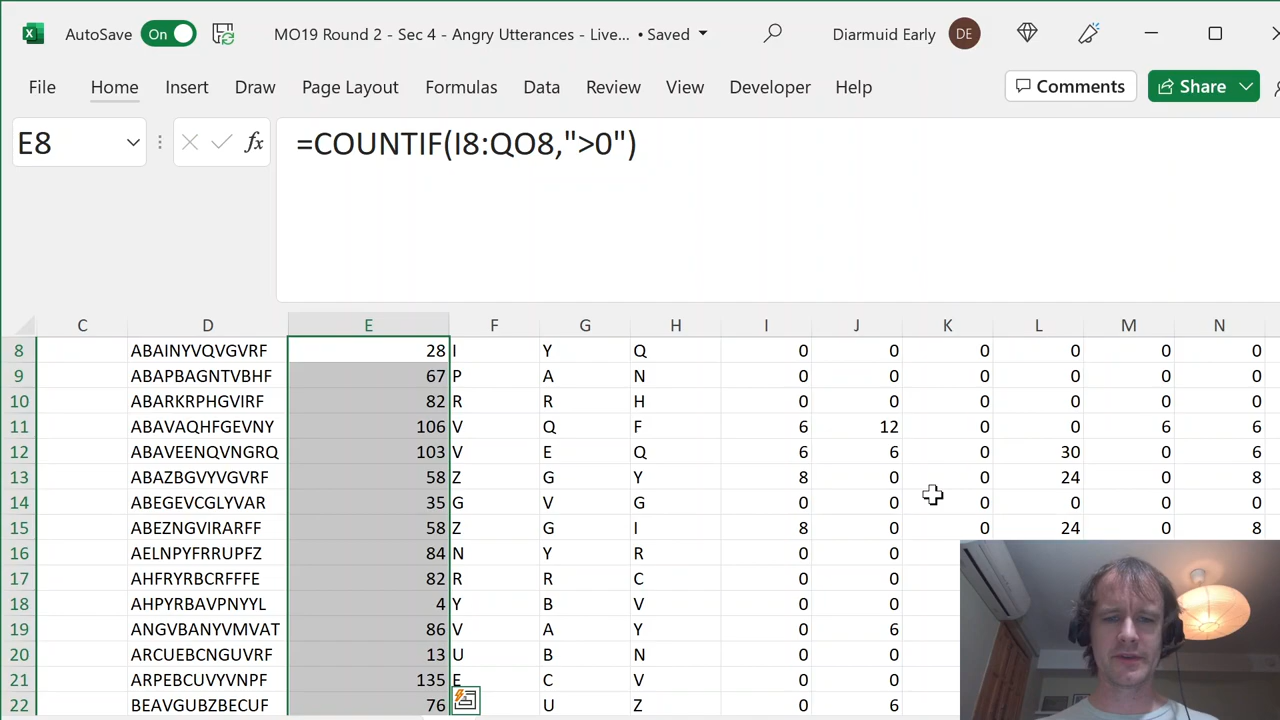 AutoSave On MO19 Round 2 - Sec 4 - Angry Utterances - Live... • Saved Diarmuid Early DE
File Home Insert Draw Page Layout Formulas Data Review View Developer Help Comments Share
E8 fx =COUNTIF(I8:QO8,">0")
C D E F G H I J K L M N
8 ABAINYVQVGVRF 28 I Y Q 0 0 0 0 0 0
9 ABAPBAGNTVBHF 67 P A N 0 0 0 0 0 0
10 ABARKRPHGVIRF 82 R R H 0 0 0 0 0 0
11 ABAVAQHFGEVNY 106 V Q F 6 12 0 0 6 6
12 ABAVEENQVNGRQ 103 V E Q 6 6 0 30 0 6
13 ABAZBGVYVGVRF 58 Z G Y 8 0 0 24 0 8
14 ABEGEVCGLYVAR 35 G V G 0 0 0 0 0 0
15 ABEZNGVIRARFF 58 Z G I 8 0 0 24 0 8
16 AELNPYFRRUPFZ 84 N Y R 0 0
17 AHFRYRBCRFFFE 82 R R C 0 0
18 AHPYRBAVPNYYL 4 Y B V 0 0
19 ANGVBANYVMVAT 86 V A Y 0 6
20 ARCUEBCNGUVRF 13 U B N 0 0
21 ARPEBCUVYVNPF 135 E C V 0 0
22 BEAVGUBZBECUF 76 U Z 0 6